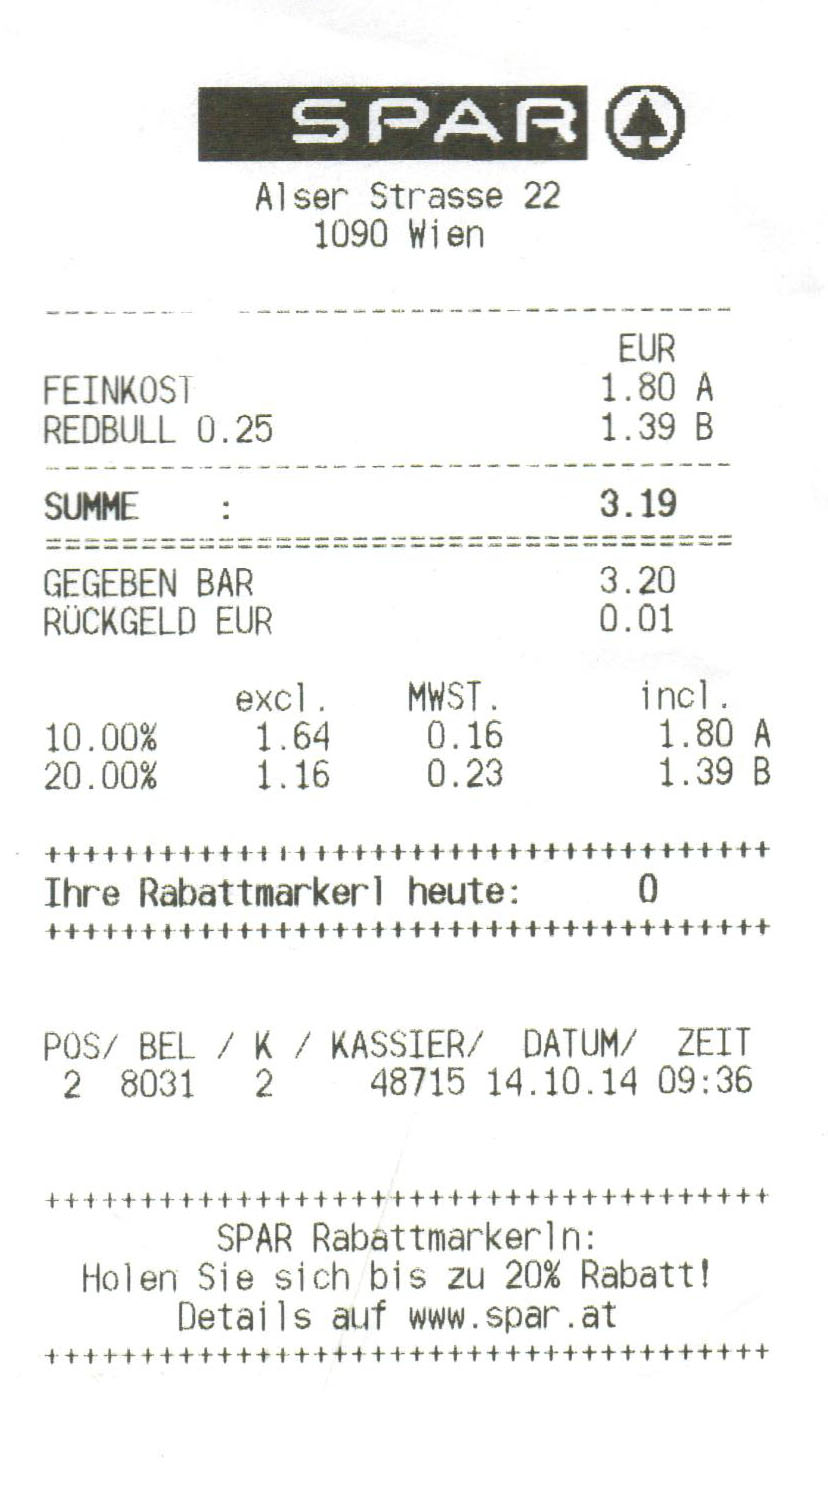 SPAR
Alser Strasse 22
1090 Wien
----------------------------------------
EUR
FEINKOST 1.80 A
REDBULL 0.25 1.39 B
------------------------------------
SUMME : 3.19
====================================
GEGEBEN BAR 3.20
RÜCKGELD EUR 0.01
excl. MWST. incl.
10.00% 1.64 0.16 1.80 A
20.00% 1.16 0.23 1.39 B
++++++++++++++++++++++++++++++++++++++
Ihre Rabattmarkerl heute: 0
++++++++++++++++++++++++++++++++++++++
POS/ BEL / K / KASSIER/ DATUM/ ZEIT
2 8031 2 48715 14.10.14 09:36
++++++++++++++++++++++++++++++++++++++
SPAR Rabattmarkerln:
Holen Sie sich bis zu 20% Rabatt!
Details auf www.spar.at
++++++++++++++++++++++++++++++++++++++